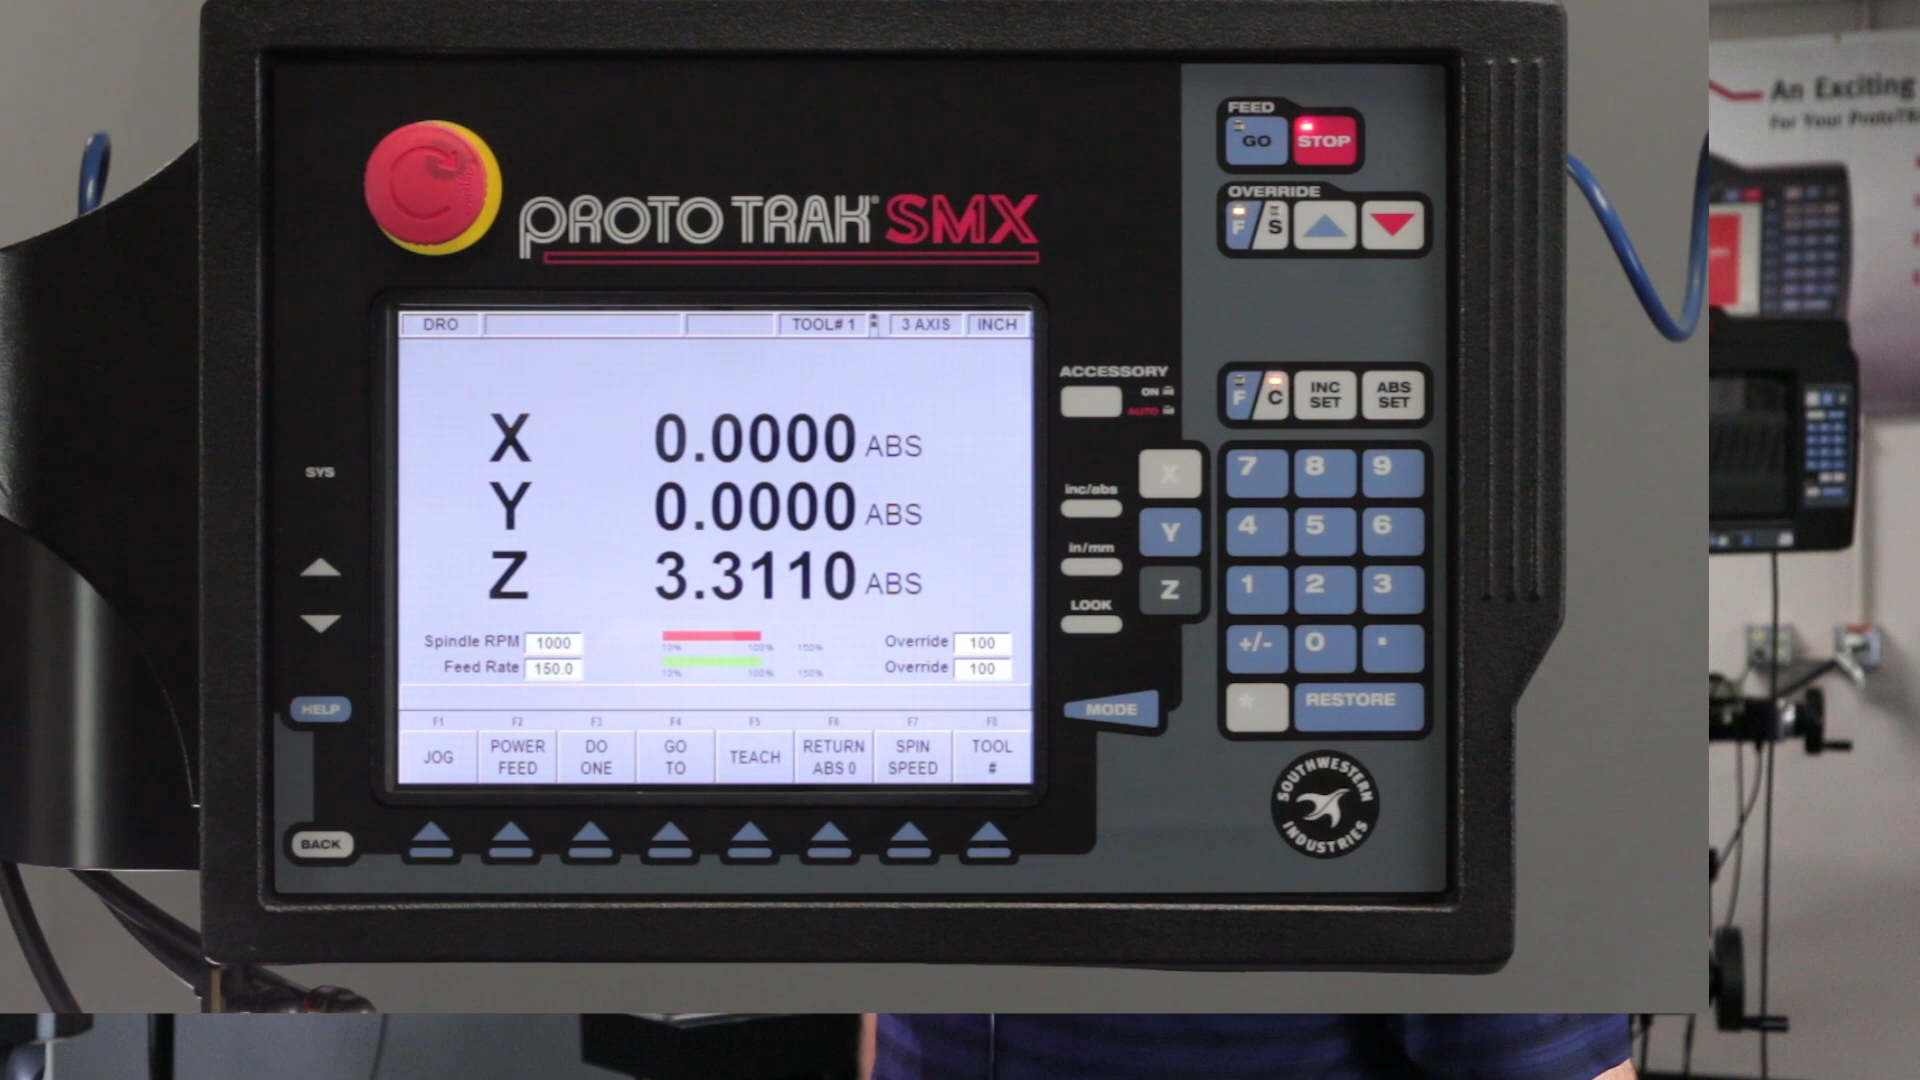 An Exciting
For Your ProtoTRA
FEED
GO STOP
OVERRIDE
F S
PROTO TRAK® SMX
DRO TOOL# 1 3 AXIS INCH
X 0.0000 ABS
Y 0.0000 ABS
Z 3.3110 ABS
Spindle RPM 1000 10% 100% 150% Override 100
Feed Rate 150.0 10% 100% 150% Override 100
F1 F2 F3 F4 F5 F6 F7 F8
JOG
POWER
FEED
DO
ONE
GO
TO
TEACH
RETURN
ABS 0
SPIN
SPEED
TOOL
#
SYS
HELP
BACK
ACCESSORY
ON
AUTO
inc/abs
in/mm
LOOK
MODE
X
Y
Z
F C
INC
SET
ABS
SET
7 8 9
4 5 6
1 2 3
+/- 0 .
* RESTORE
SOUTHWESTERN
INDUSTRIES